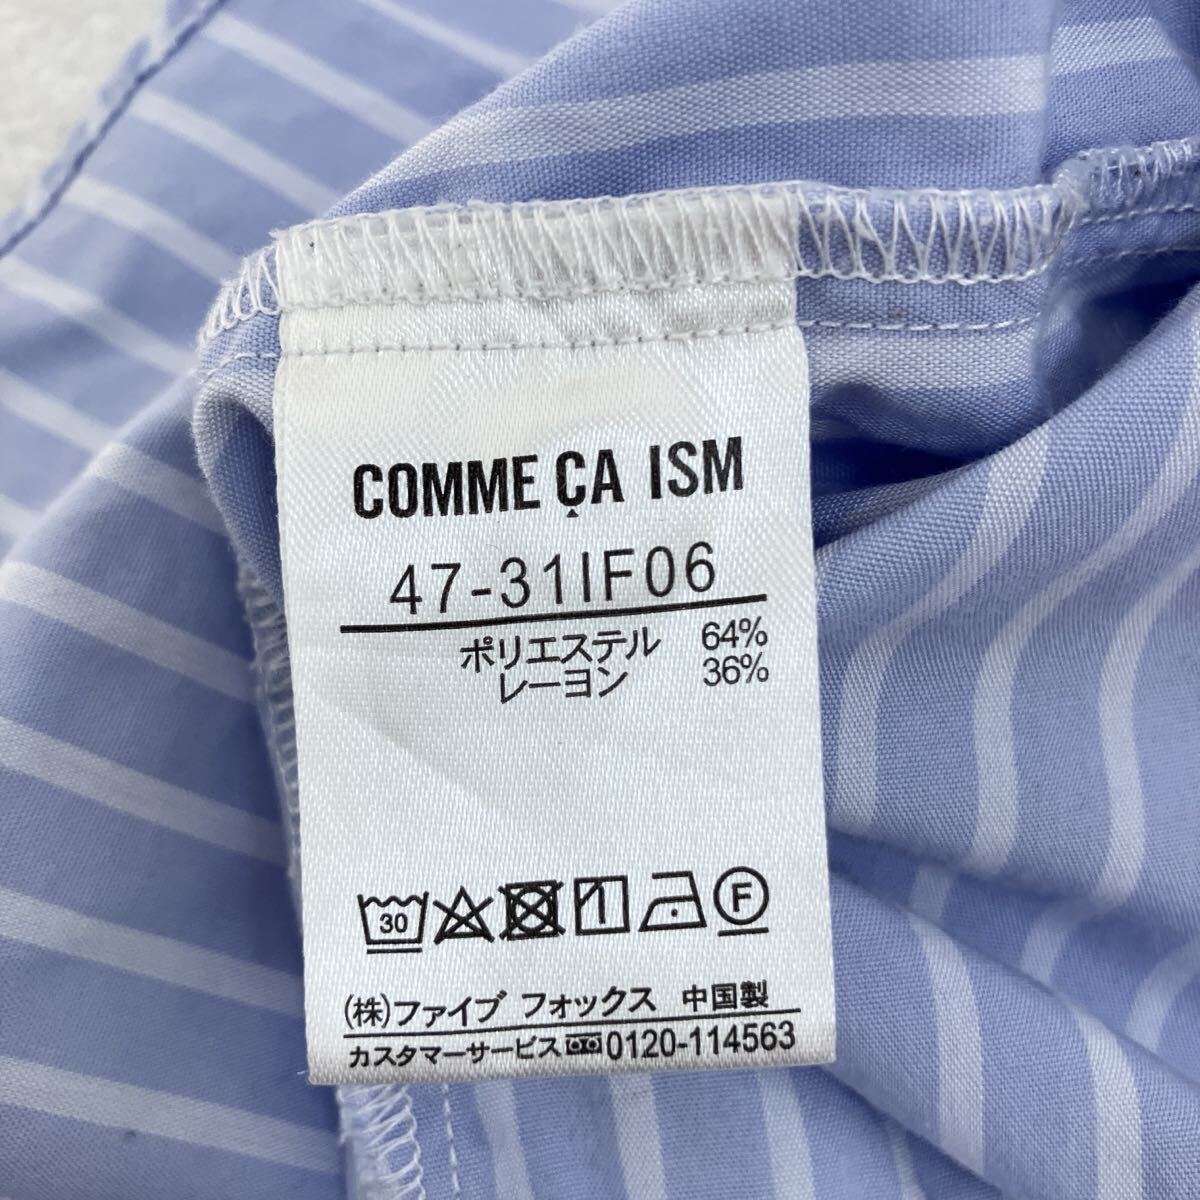 COMME ÇA ISM
47-31IF06
ポリエステル 64%
レーヨン 36%
30 F
(株)ファイブ フォックス 中国製
カスタマーサービス 0120-114563